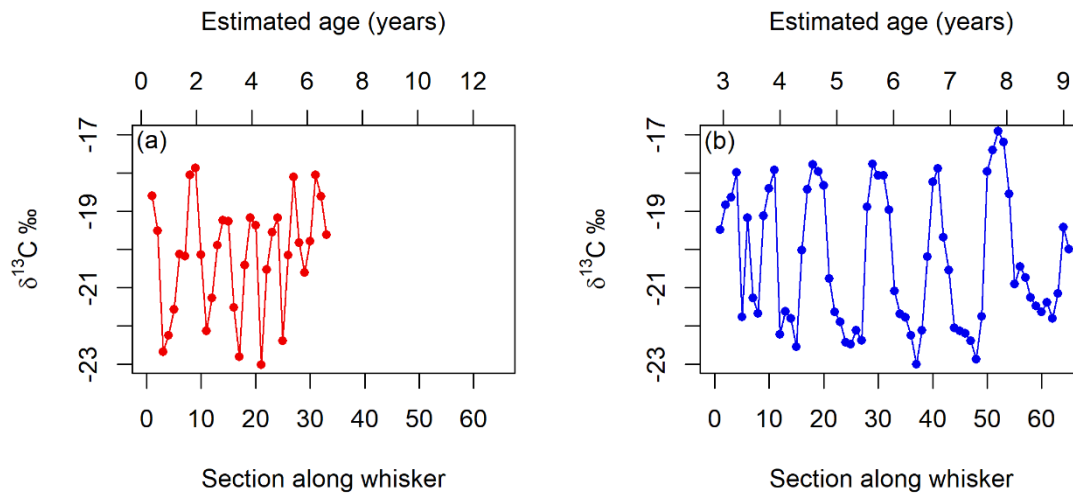 Estimated age (years)
0 2 4 6 8 10 12
(a)
-17
-19
-21
-23
δ13C ‰
0 10 20 30 40 50 60
Section along whisker
Estimated age (years)
3 4 5 6 7 8 9
(b)
-17
-19
-21
-23
δ13C ‰
0 10 20 30 40 50 60
Section along whisker